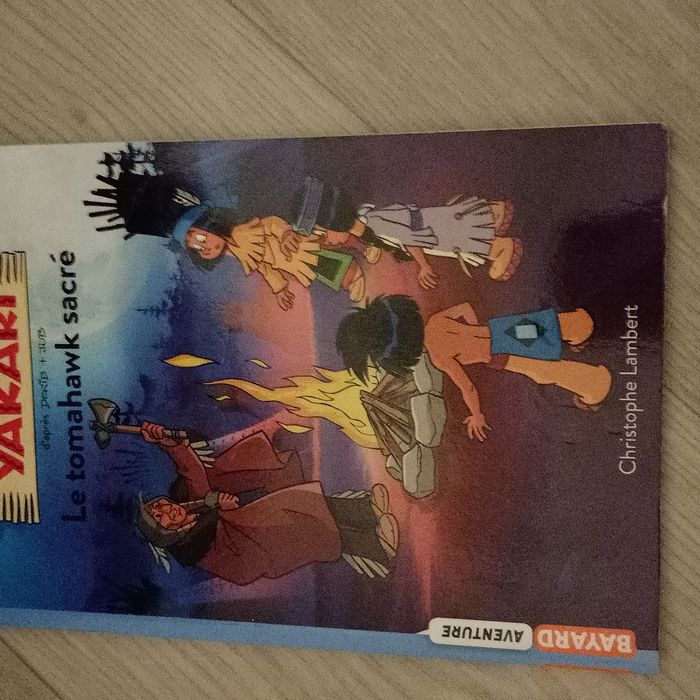 YAKARI
d'après DERIB + JOB
Le tomahawk sacré
Christophe Lambert
BAYARD
AVENTURE